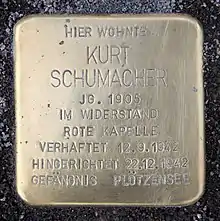 HIER WOHNTE
KURT
SCHUMACHER
JG. 1905
IM WIDERSTAND
ROTE KAPELLE
VERHAFTET 12.9.1942
HINGERICHTET 22.12.1942
GEFÄNGNIS PLÖTZENSEE